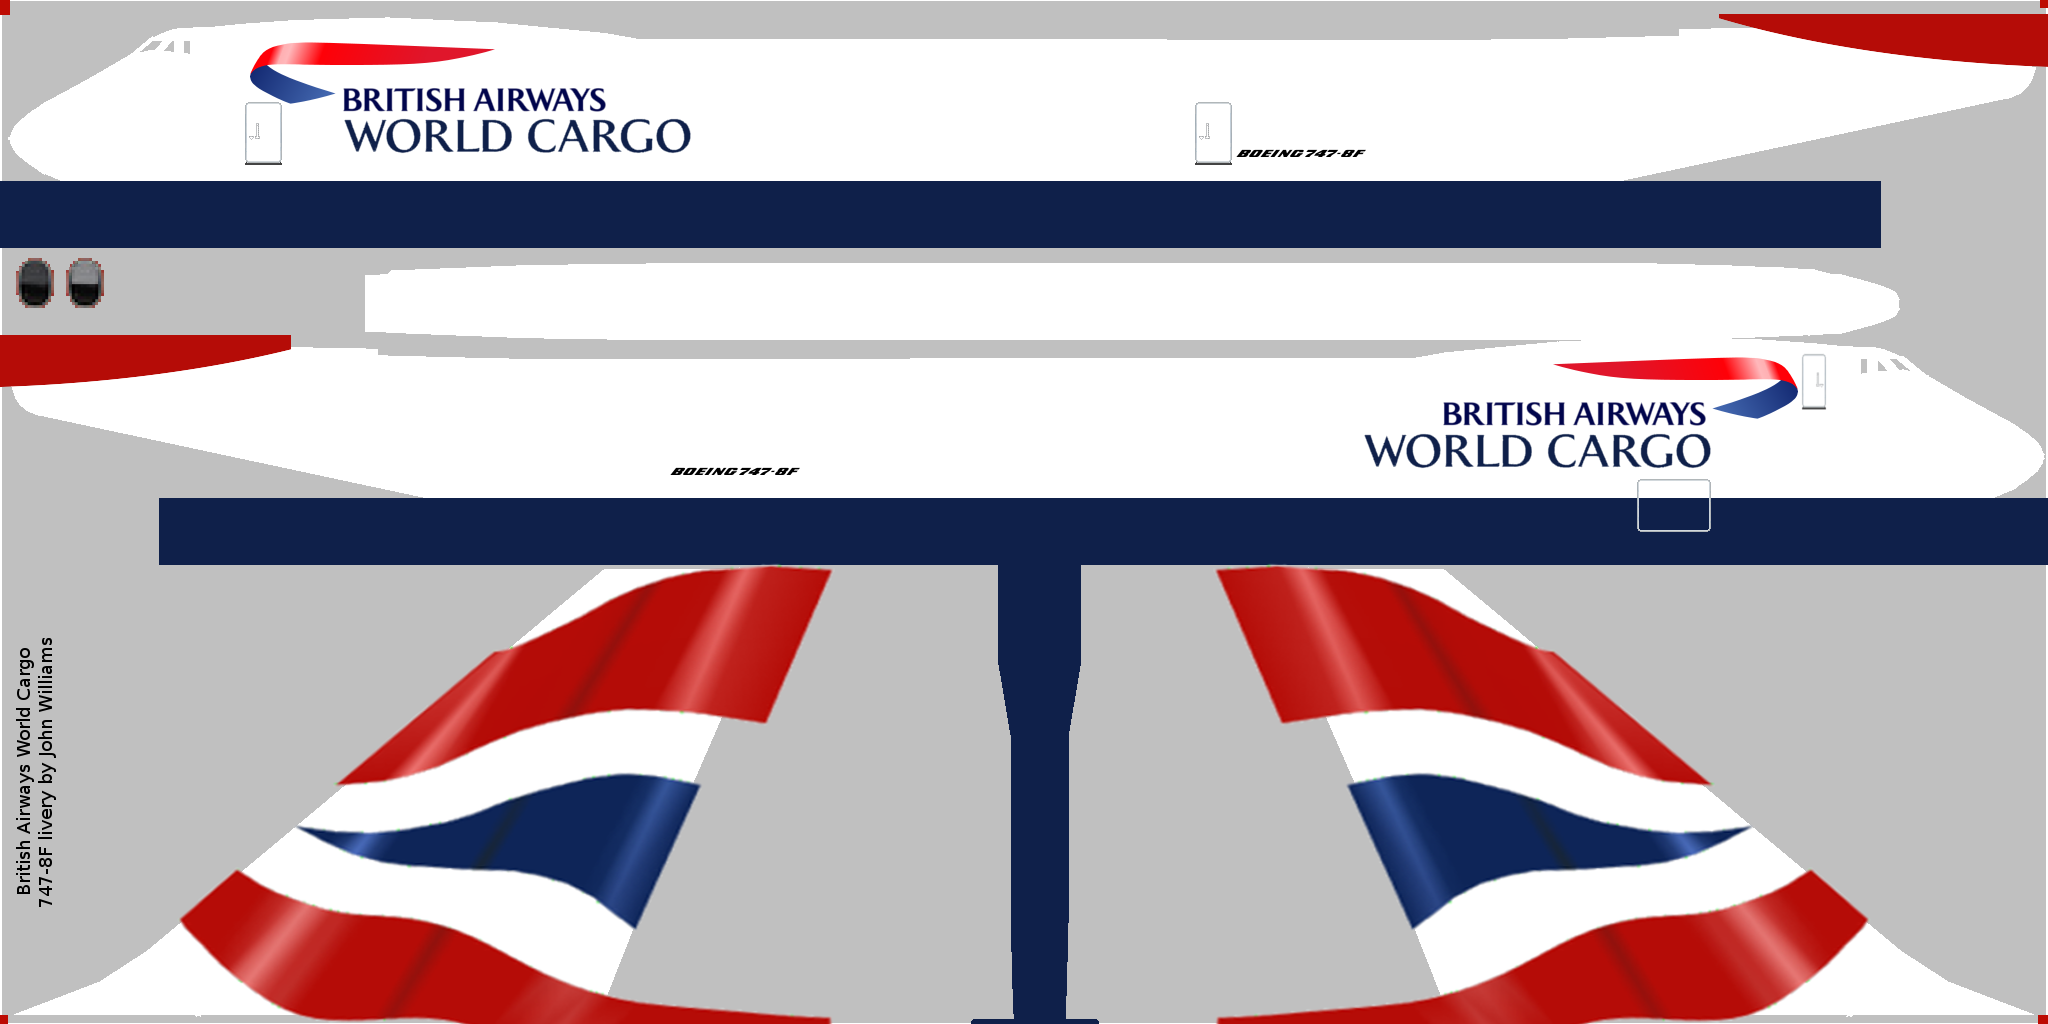 BRITISH AIRWAYS
WORLD CARGO
BOEING 747-8F
BRITISH AIRWAYS
WORLD CARGO
BOEING 747-8F
British Airways World Cargo
747-8F livery by John Williams